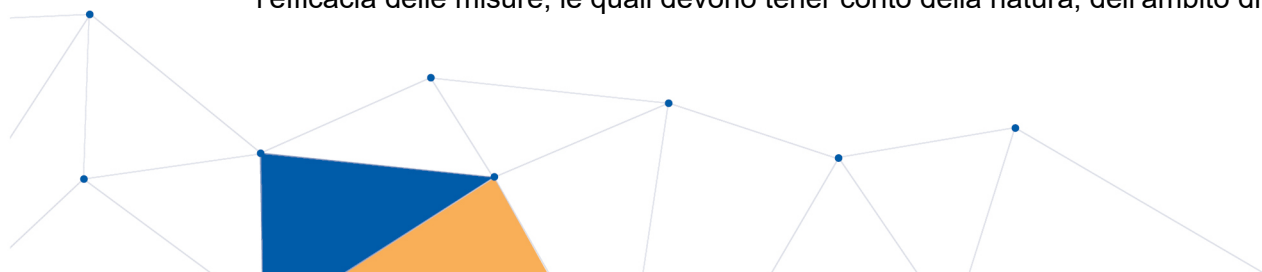 l'efficacia delle misure, le quali devono tener conto della natura, dell'ambito di